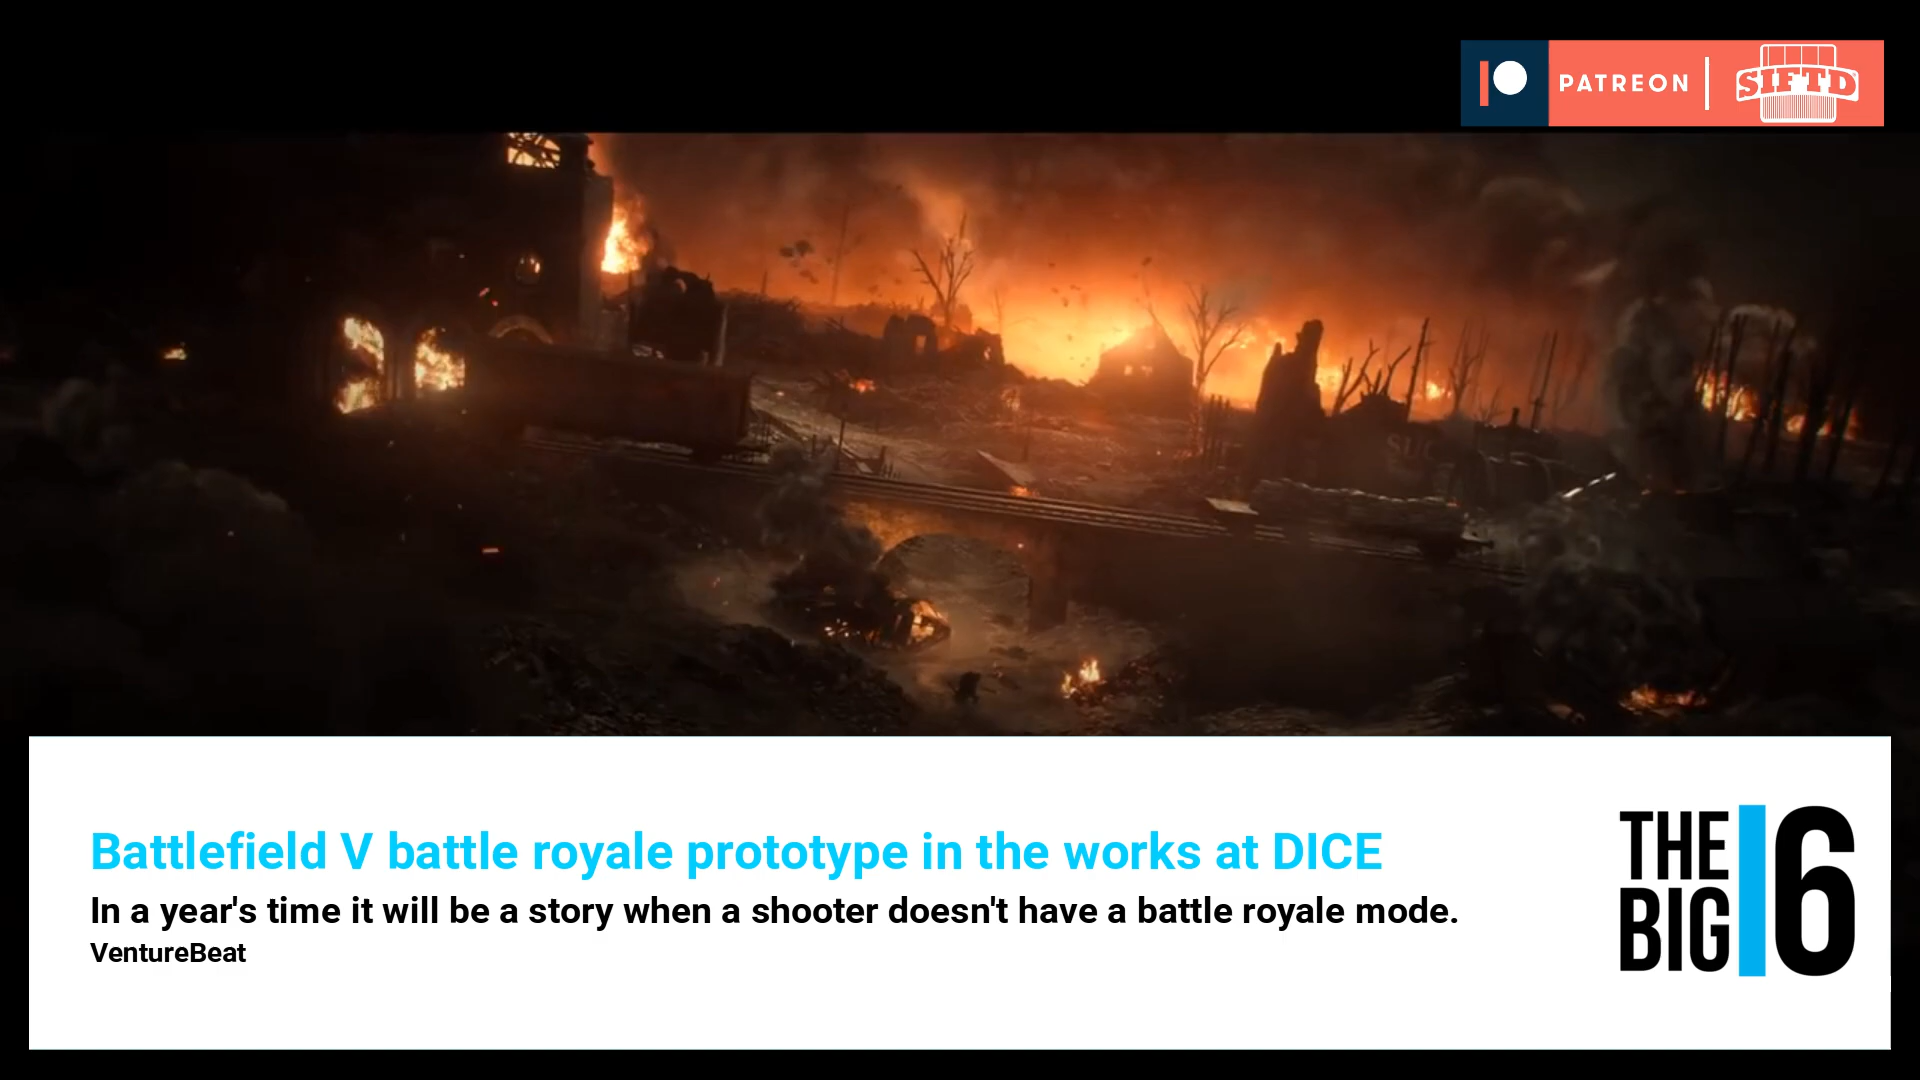 PATREON
SIFTD
Battlefield V battle royale prototype in the works at DICE
In a year's time it will be a story when a shooter doesn't have a battle royale mode.
VentureBeat
THE
BIG
6